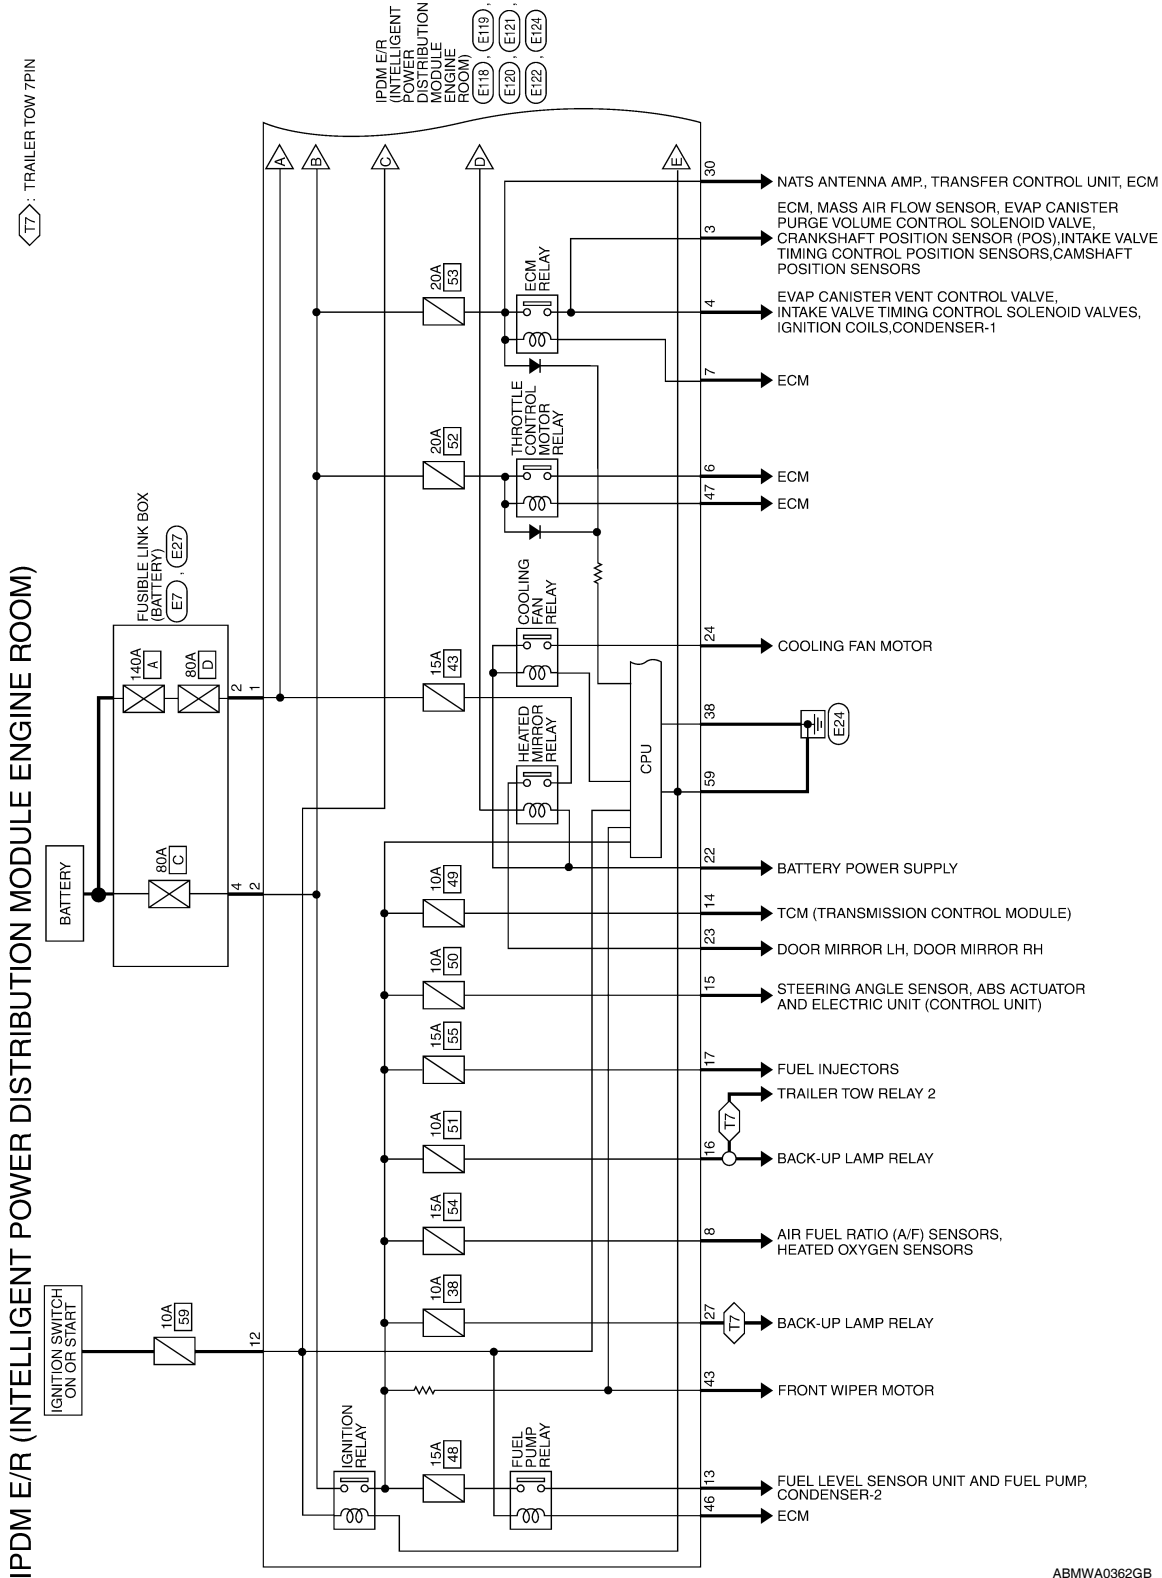 IPDM E/R (INTELLIGENT POWER DISTRIBUTION MODULE ENGINE ROOM)
T7 : TRAILER TOW 7PIN
IPDM E/R
(INTELLIGENT
POWER
DISTRIBUTION
MODULE
ENGINE
ROOM)
E118 , E119 ,
E120 , E121 ,
E122 , E124
A
B
C
D
E
BATTERY
FUSIBLE LINK BOX
(BATTERY)
E7 , E27
140A
A
80A
D
2
1
80A
C
4
2
IGNITION SWITCH
ON OR START
10A
59
12
20A
53
ECM
RELAY
30
NATS ANTENNA AMP., TRANSFER CONTROL UNIT, ECM
3
ECM, MASS AIR FLOW SENSOR, EVAP CANISTER
PURGE VOLUME CONTROL SOLENOID VALVE,
CRANKSHAFT POSITION SENSOR (POS),INTAKE VALVE
TIMING CONTROL POSITION SENSORS,CAMSHAFT
POSITION SENSORS
4
EVAP CANISTER VENT CONTROL VALVE,
INTAKE VALVE TIMING CONTROL SOLENOID VALVES,
IGNITION COILS,CONDENSER-1
7
ECM
20A
52
THROTTLE
CONTROL
MOTOR
RELAY
6
ECM
47
ECM
COOLING
FAN
RELAY
24
COOLING FAN MOTOR
15A
43
HEATED
MIRROR
RELAY
CPU
38
E24
59
22
BATTERY POWER SUPPLY
10A
49
14
TCM (TRANSMISSION CONTROL MODULE)
23
DOOR MIRROR LH, DOOR MIRROR RH
10A
50
15
STEERING ANGLE SENSOR, ABS ACTUATOR
AND ELECTRIC UNIT (CONTROL UNIT)
15A
55
17
FUEL INJECTORS
TRAILER TOW RELAY 2
T7
10A
51
16
BACK-UP LAMP RELAY
15A
54
8
AIR FUEL RATIO (A/F) SENSORS,
HEATED OXYGEN SENSORS
10A
38
27
T7
BACK-UP LAMP RELAY
43
FRONT WIPER MOTOR
IGNITION
RELAY
15A
48
FUEL
PUMP
RELAY
13
FUEL LEVEL SENSOR UNIT AND FUEL PUMP,
CONDENSER-2
46
ECM
ABMWA0362GB